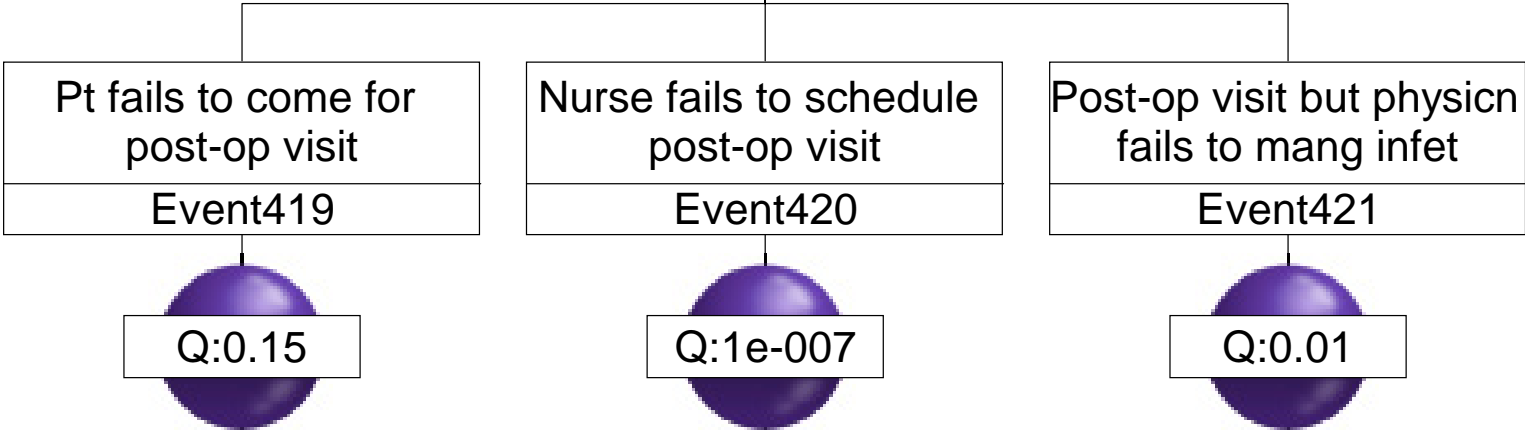 Pt fails to come for
post-op visit
Event419
Q:0.15
Nurse fails to schedule
post-op visit
Event420
Q:1e-007
Post-op visit but physicn
fails to mang infet
Event421
Q:0.01